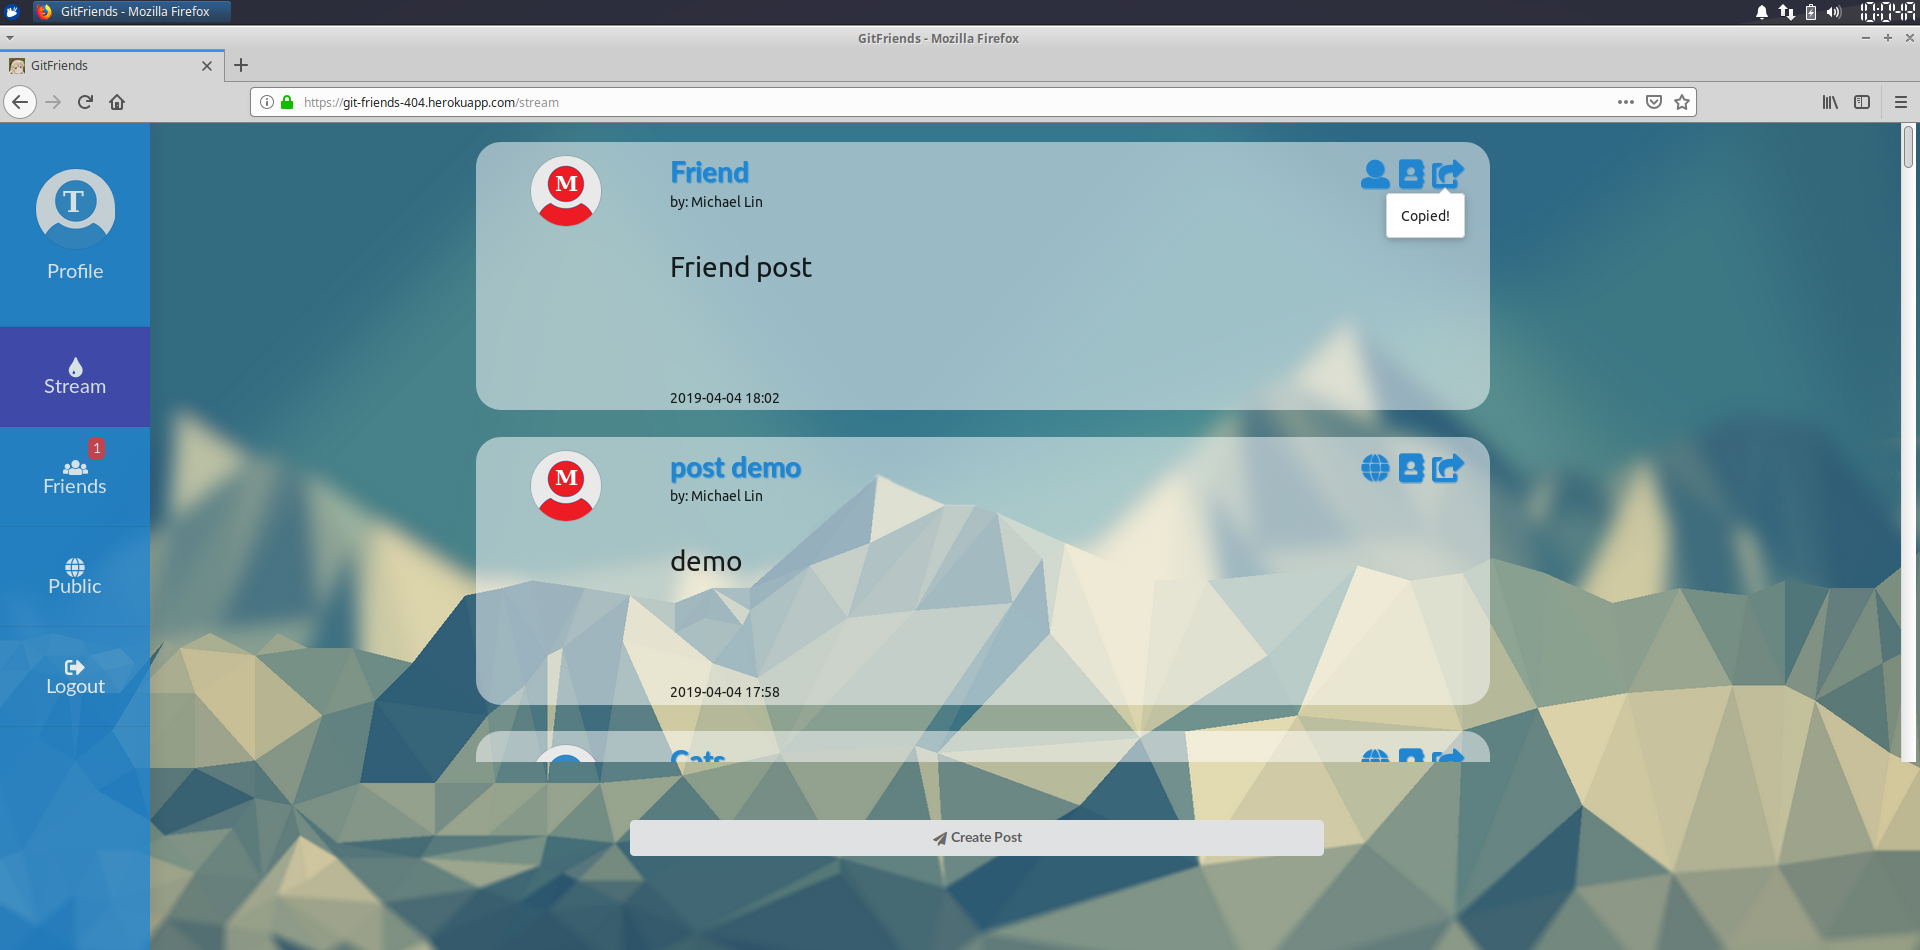 GitFriends - Mozilla Firefox
10:04A
GitFriends - Mozilla Firefox
GitFriends
https://git-friends-404.herokuapp.com/stream
T
Profile
Stream
1
Friends
Public
Logout
M
Friend
by: Michael Lin
Copied!
Friend post
2019-04-04 18:02
M
post demo
by: Michael Lin
demo
2019-04-04 17:58
Cats
Create Post